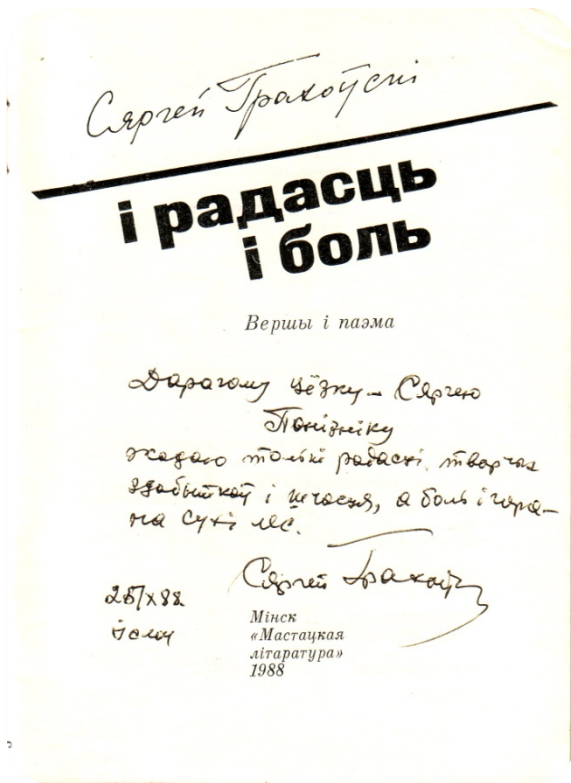 Сяргей Грахоўскі
і радасць
і боль
Вершы і паэма
Дарагому цёзку – Сяргею
Панізніку
жадаю толькі радасці, творчых
здабыткаў і шчасця, а боль і гора –
на сухі лес.
Сяргей Грахоўскі
25/X 88
Мінск
«Мастацкая
літаратура»
1988